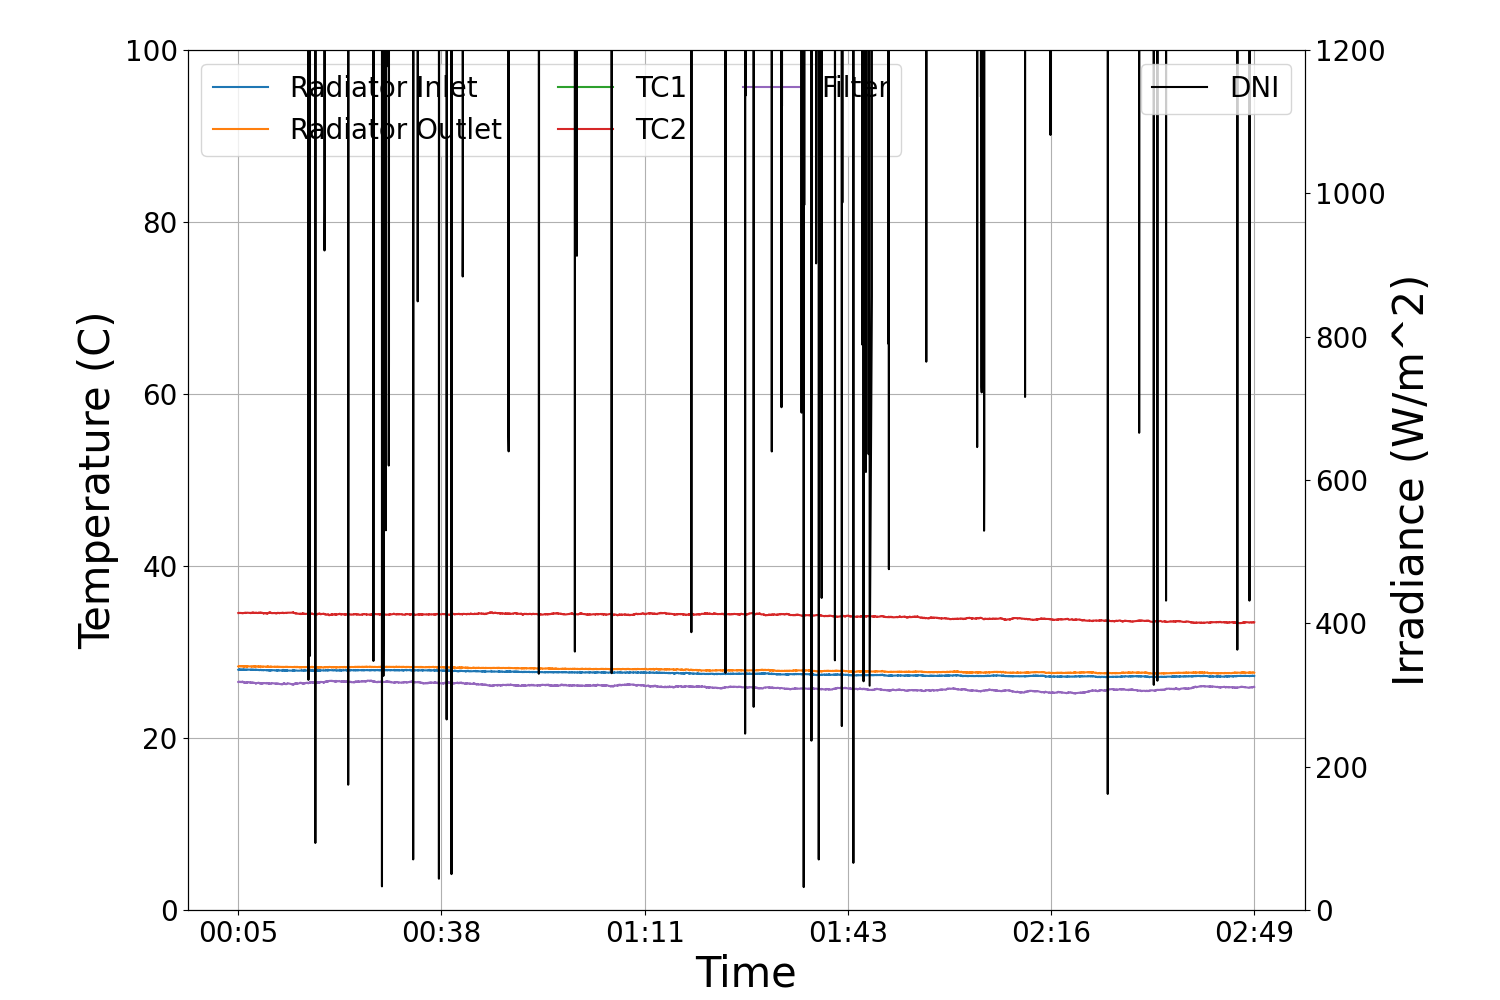 Radiator Inlet
Radiator Outlet
TC1
TC2
Filter
DNI
100
80
60
40
20
0
Temperature (C)
1200
1000
800
600
400
200
0
Irradiance (W/m^2)
00:05 00:38 01:11 01:43 02:16 02:49
Time